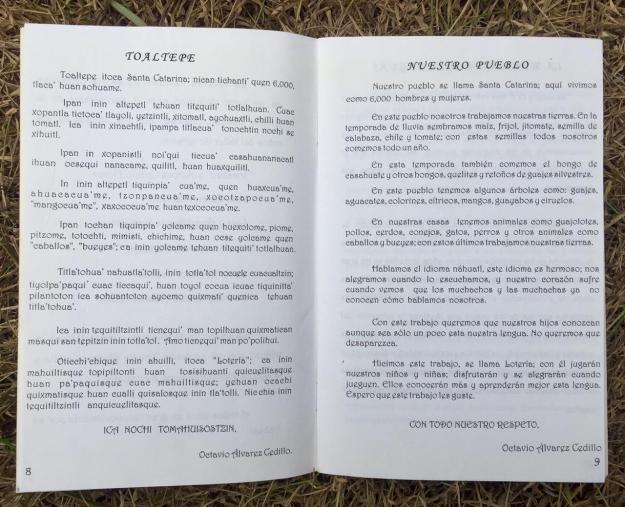 TOALTEPE
Toaltepe itoca Santa Catarina; nican tichanti' quen 6,000,
tlaca' huan sohuame.
Ipan inin altepetl tehuan titequiti' totlalhuan. Cuac
xopantla tictoca' tlayoli, yetzintli, xitomatl, ayohuaxtli, chilli huan
tomatl. Ica inin xinachtli, ipampa titlacua' tonochtin nochi se
xihuitl.
Ipan in xopanistli noi'qui ticcua' casahuananacatl
ihuan ocsequi nanacame, quilitl, huan huaxquilitl.
In inin altepetl tiquinpia' cua'me, quen huaxcua'me,
ahuacacua'me, tzonpancua'me, xocotzapocua'me,
"mangocua'me", xaxococua'me huan texococua'me.
Ipan tochan tiquinpia' yolcame quen huexolome, piome,
pitzome, totochti, mimisti, chichime, huan ocse yolcame quen
"caballos", "bueyes"; ca inin yolcame tehuan titequiti' totlalhuan.
Titla'tohua' nahuatla'tolli, inin totla'tol nocuele cuacualtzin;
tiyolpa'paqui' cuac ticcaqui', huan toyol cocua icuac tiquinitta'
pilantoton ica sohuantoton ayocmo quixmati' quenica tehuan
titla'tohua'.
Ica inin tequitiltzintli tienequi' man topilhuan quixmatican
masqui san tepitzin inin totla'tol. Amo tienequi' man po'polihui.
Oticchi'chique inin ahuilli, itoca "Lotería"; ca inin
mahuiltisque topipiltonti huan tosisihuanti quicuelitasque
huan pa'paquisque cuac mahuiltisque; yehuan ocachi
quixmatisque huan cualli quisalosque inin tla'tolli. Nicchia inin
tequitiltzintli anquicuelitasque.
ICA NOCHI TOMAHUISOSTZIN.
Octavio Álvarez Cedillo.
8
NUESTRO PUEBLO
Nuestro pueblo se llama Santa Catarina; aquí vivimos
como 6,000 hombres y mujeres.
En este pueblo nosotros trabajamos nuestras tierras. En la
temporada de lluvia sembramos maíz, frijol, jitomate, semilla de
calabaza, chile y tomate; con estas semillas todos nosotros
comemos todo un año.
En esta temporada también comemos el hongo de
casahuate y otros hongos, quelites y retoños de guajes silvestres.
En este pueblo tenemos algunos árboles como: guajes,
aguacates, colorines, cítricos, mangos, guayabos y ciruelos.
En nuestras casas tenemos animales como guajolotes,
pollos, cerdos, conejos, gatos, perros y otros animales como
caballos y bueyes; con estos últimos trabajamos nuestras tierras.
Hablamos el idioma náhuatl, este idioma es hermoso; nos
alegramos cuando lo escuchamos, y nuestro corazón sufre
cuando vemos que los muchachos y las muchachas ya no
conocen cómo hablamos nosotros.
Con este trabajo queremos que nuestros hijos conozcan
aunque sea sólo un poco esta nuestra lengua. No queremos que
desaparezca.
Hicimos este trabajo, se llama Lotería; con él jugarán
nuestros niños y niñas; disfrutarán y se alegrarán cuando
jueguen. Ellos conocerán más y aprenderán mejor esta lengua.
Espero que este trabajo les guste.
CON TODO NUESTRO RESPETO.
Octavio Álvarez Cedillo
9